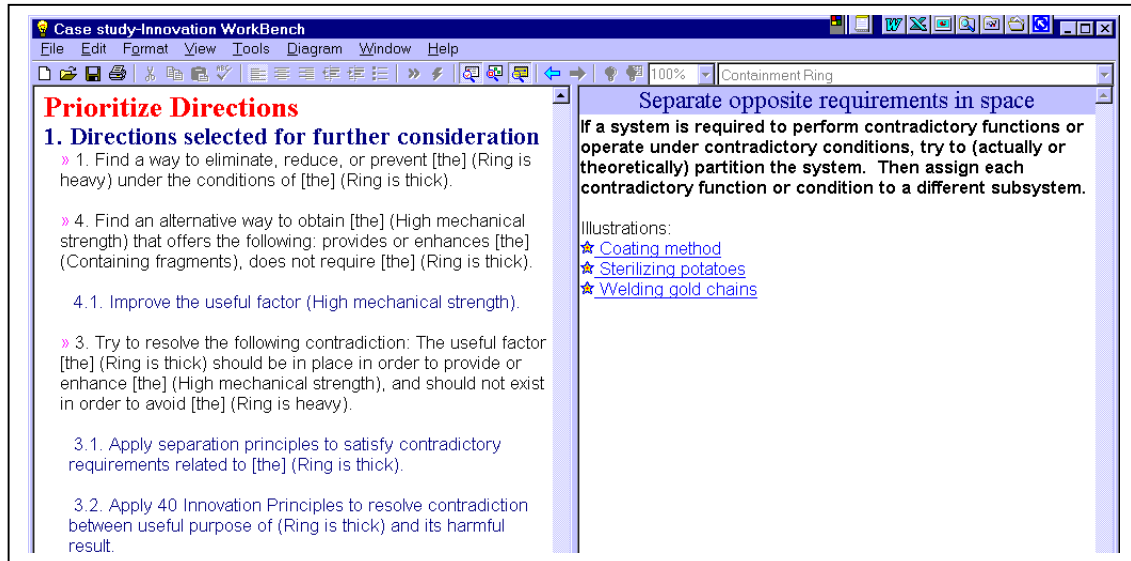 Case study-Innovation WorkBench
File Edit Format View Tools Diagram Window Help
100% Containment Ring
Prioritize Directions
1. Directions selected for further consideration
» 1. Find a way to eliminate, reduce, or prevent [the] (Ring is
heavy) under the conditions of [the] (Ring is thick).
» 4. Find an alternative way to obtain [the] (High mechanical
strength) that offers the following: provides or enhances [the]
(Containing fragments), does not require [the] (Ring is thick).
4.1. Improve the useful factor (High mechanical strength).
» 3. Try to resolve the following contradiction: The useful factor
[the] (Ring is thick) should be in place in order to provide or
enhance [the] (High mechanical strength), and should not exist
in order to avoid [the] (Ring is heavy).
3.1. Apply separation principles to satisfy contradictory
requirements related to [the] (Ring is thick).
3.2. Apply 40 Innovation Principles to resolve contradiction
between useful purpose of (Ring is thick) and its harmful
result.
Separate opposite requirements in space
If a system is required to perform contradictory functions or
operate under contradictory conditions, try to (actually or
theoretically) partition the system. Then assign each
contradictory function or condition to a different subsystem.
Illustrations:
Coating method
Sterilizing potatoes
Welding gold chains